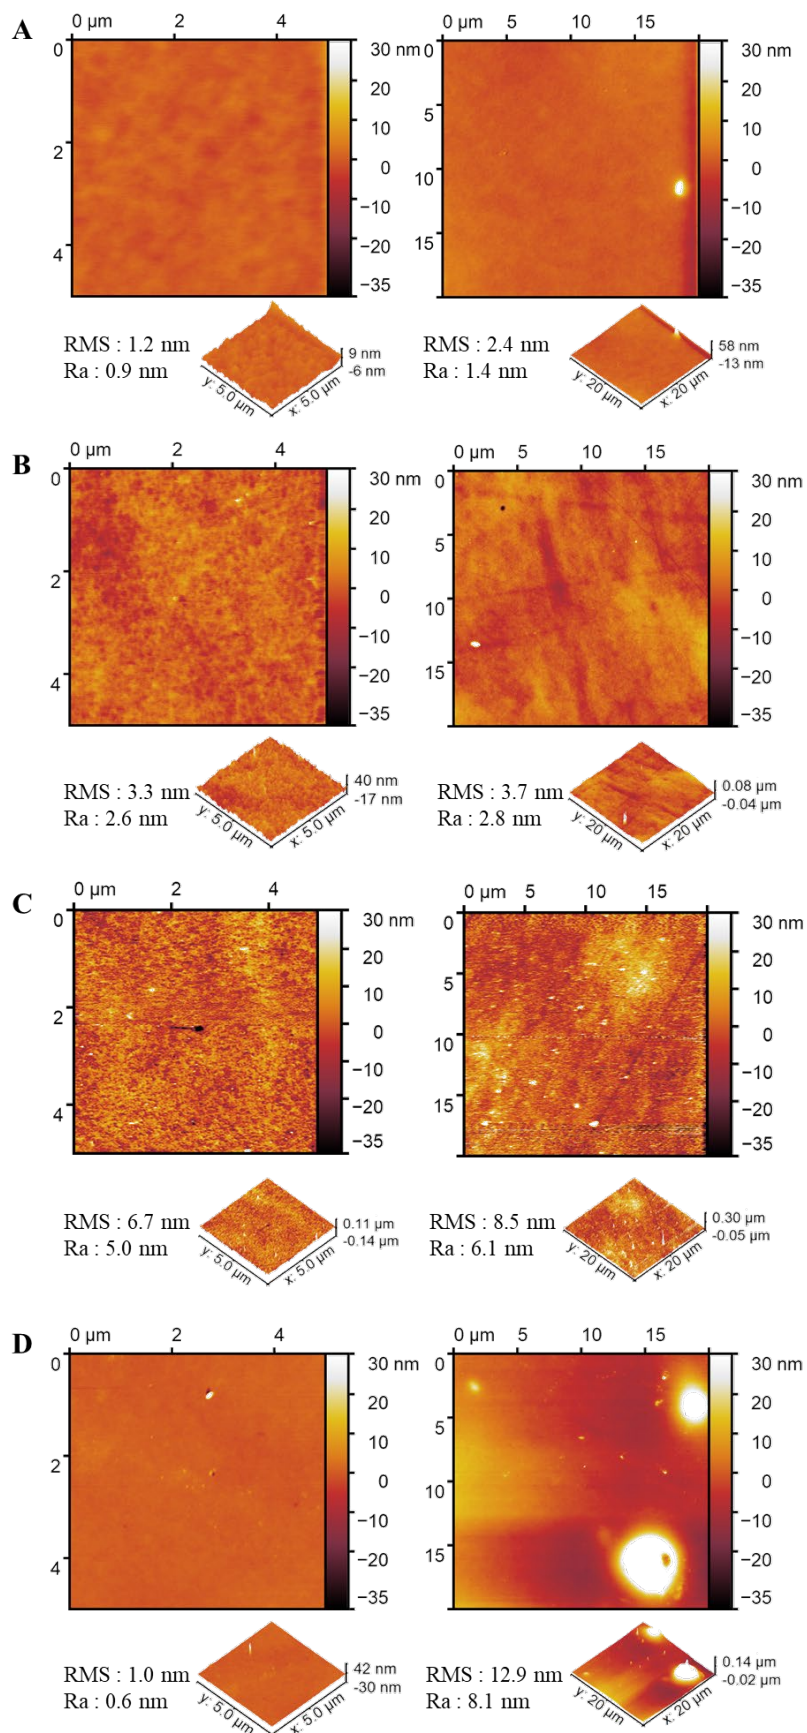 A
0 µm 2 4
0
2
4
30 nm
20
10
0
−10
−20
−35
RMS : 1.2 nm
Ra : 0.9 nm
9 nm
-6 nm
y: 5.0 µm
x: 5.0 µm
0 µm 5 10 15
0
5
10
15
30 nm
20
10
0
−10
−20
−35
RMS : 2.4 nm
Ra : 1.4 nm
58 nm
-13 nm
y: 20 µm
x: 20 µm
B
0 µm 2 4
0
2
4
30 nm
20
10
0
−10
−20
−35
RMS : 3.3 nm
Ra : 2.6 nm
40 nm
-17 nm
y: 5.0 µm
x: 5.0 µm
0 µm 5 10 15
0
5
10
15
30 nm
20
10
0
−10
−20
−35
RMS : 3.7 nm
Ra : 2.8 nm
0.08 µm
-0.04 µm
y: 20 µm
x: 20 µm
C
0 µm 2 4
0
2
4
30 nm
20
10
0
−10
−20
−35
RMS : 6.7 nm
Ra : 5.0 nm
0.11 µm
-0.14 µm
y: 5.0 µm
x: 5.0 µm
0 µm 5 10 15
0
5
10
15
30 nm
20
10
0
−10
−20
−35
RMS : 8.5 nm
Ra : 6.1 nm
0.30 µm
-0.05 µm
y: 20 µm
x: 20 µm
D
0 µm 2 4
0
2
4
30 nm
20
10
0
−10
−20
−35
RMS : 1.0 nm
Ra : 0.6 nm
42 nm
-30 nm
y: 5.0 µm
x: 5.0 µm
0 µm 5 10 15
0
5
10
15
30 nm
20
10
0
−10
−20
−35
RMS : 12.9 nm
Ra : 8.1 nm
0.14 µm
-0.02 µm
y: 20 µm
x: 20 µm